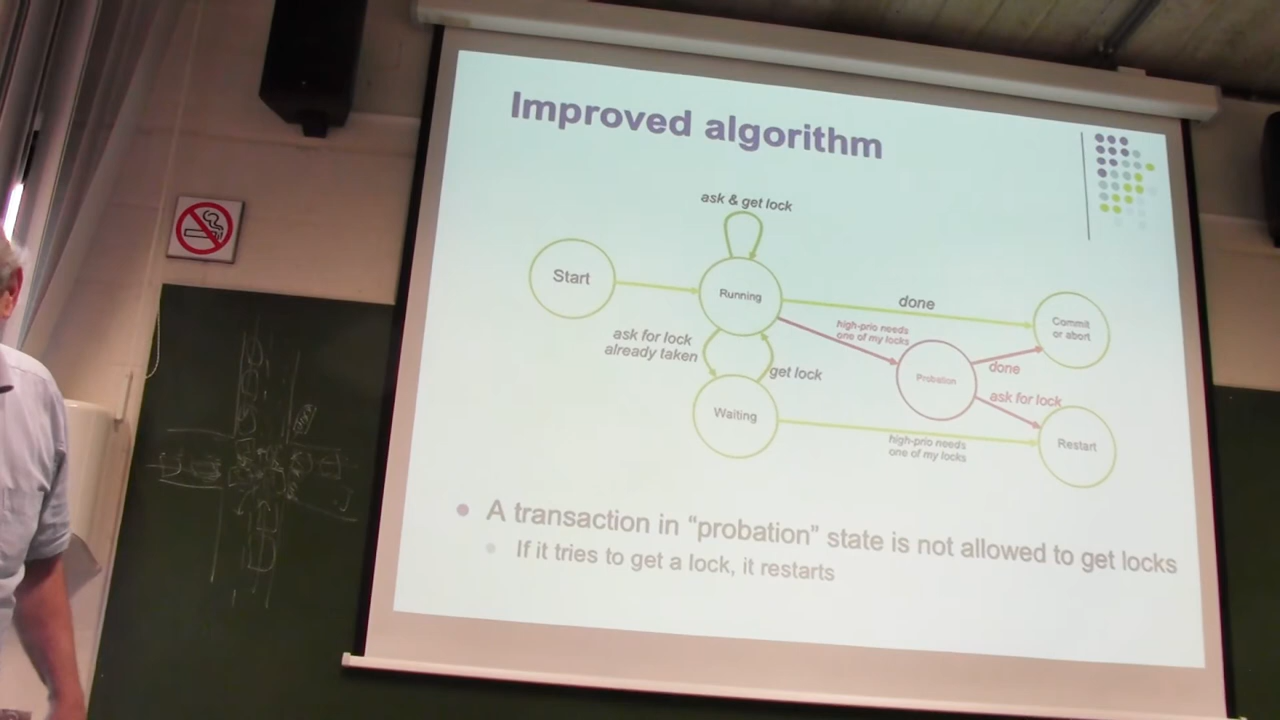 Improved algorithm
ask & get lock
Start
Running
done
Commit
or abort
high-prio needs
one of my locks
ask for lock
already taken
get lock
Probation
done
ask for lock
Waiting
high-prio needs
one of my locks
Restart
A transaction in “probation” state is not allowed to get locks
If it tries to get a lock, it restarts